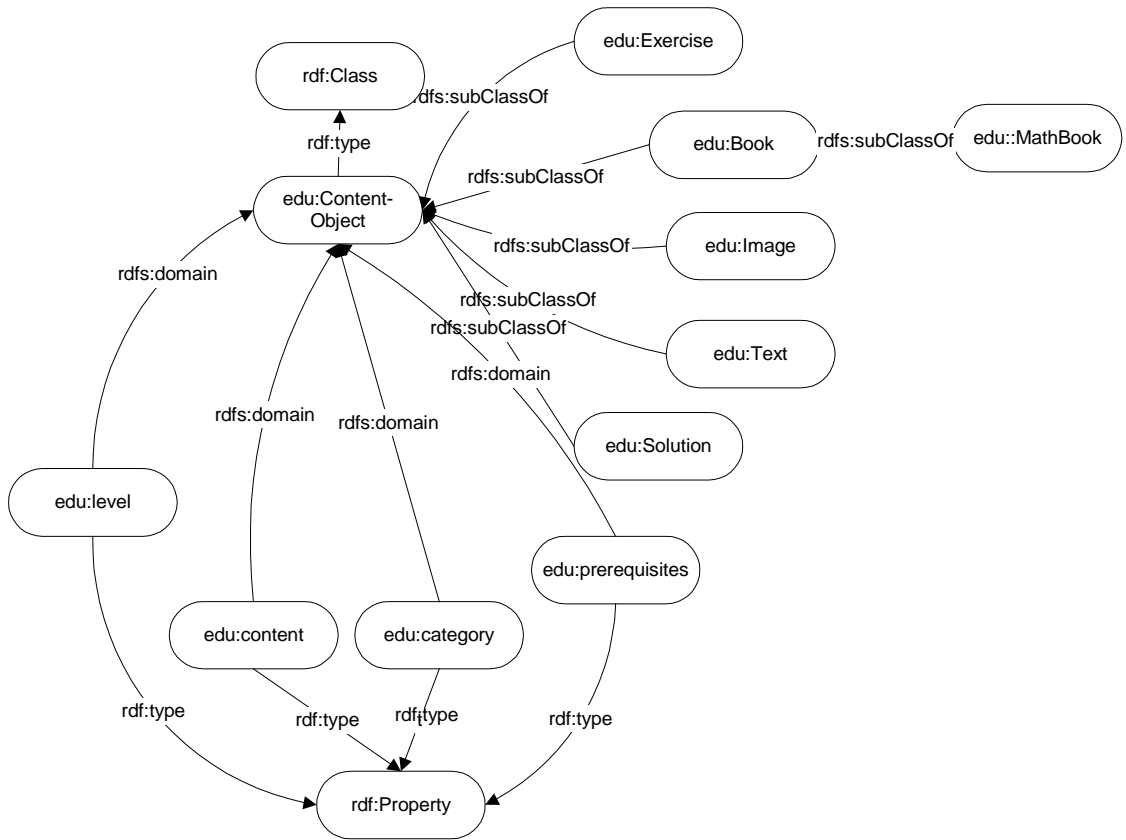 edu:Exercise
rdf:Class
rdfs:subClassOf
edu:Book
rdfs:subClassOf
edu::MathBook
rdf:type
rdfs:subClassOf
edu:Content-
Object
edu:Image
rdfs:subClassOf
rdfs:domain
rdfs:subClassOf
rdfs:subClassOf
edu:Text
rdfs:domain
rdfs:domain
rdfs:domain
edu:Solution
edu:level
edu:prerequisites
edu:content
edu:category
rdf:type
rdf:type
rdf:type
rdf:type
rdf:Property